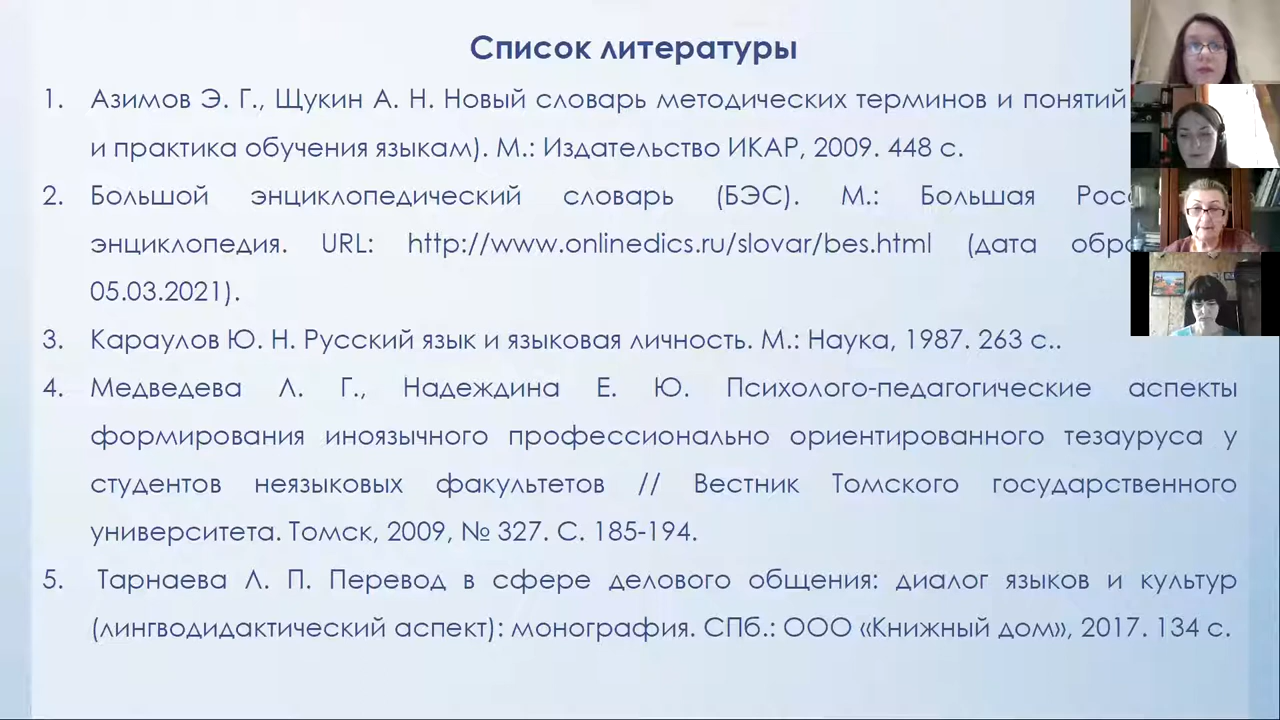 Список литературы
1. Азимов Э. Г., Щукин А. Н. Новый словарь методических терминов и понятий
и практика обучения языкам). М.: Издательство ИКАР, 2009. 448 с.
2. Большой энциклопедический словарь (БЭС). М.: Большая
энциклопедия. URL: http://www.onlinedics.ru/slovar/bes.html (дата
05.03.2021).
3. Караулов Ю. Н. Русский язык и языковая личность. М.: Наука, 1987. 263 с..
4. Медведева Л. Г., Надеждина Е. Ю. Психолого-педагогические аспекты
формирования иноязычного профессионально ориентированного тезауруса у
студентов неязыковых факультетов // Вестник Томского государственного
университета. Томск, 2009, № 327. С. 185-194.
5. Тарнаева Л. П. Перевод в сфере делового общения: диалог языков и культур
(лингводидактический аспект): монография. СПб.: ООО «Книжный дом», 2017. 134 с.